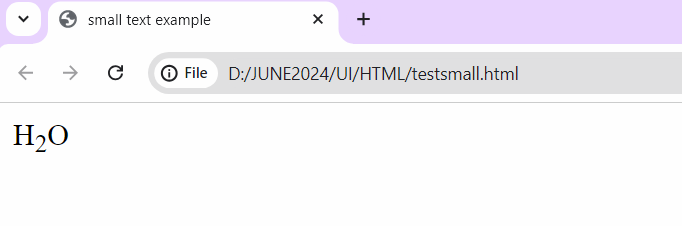 small text example
File D:/JUNE2024/UI/HTML/testsmall.html
H₂O